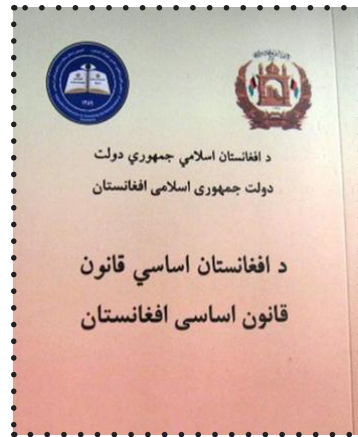 د افغانستان اسلامي جمهوري دولت
دولت جمهوری اسلامی افغانستان
د افغانستان اساسي قانون
قانون اساسی افغانستان